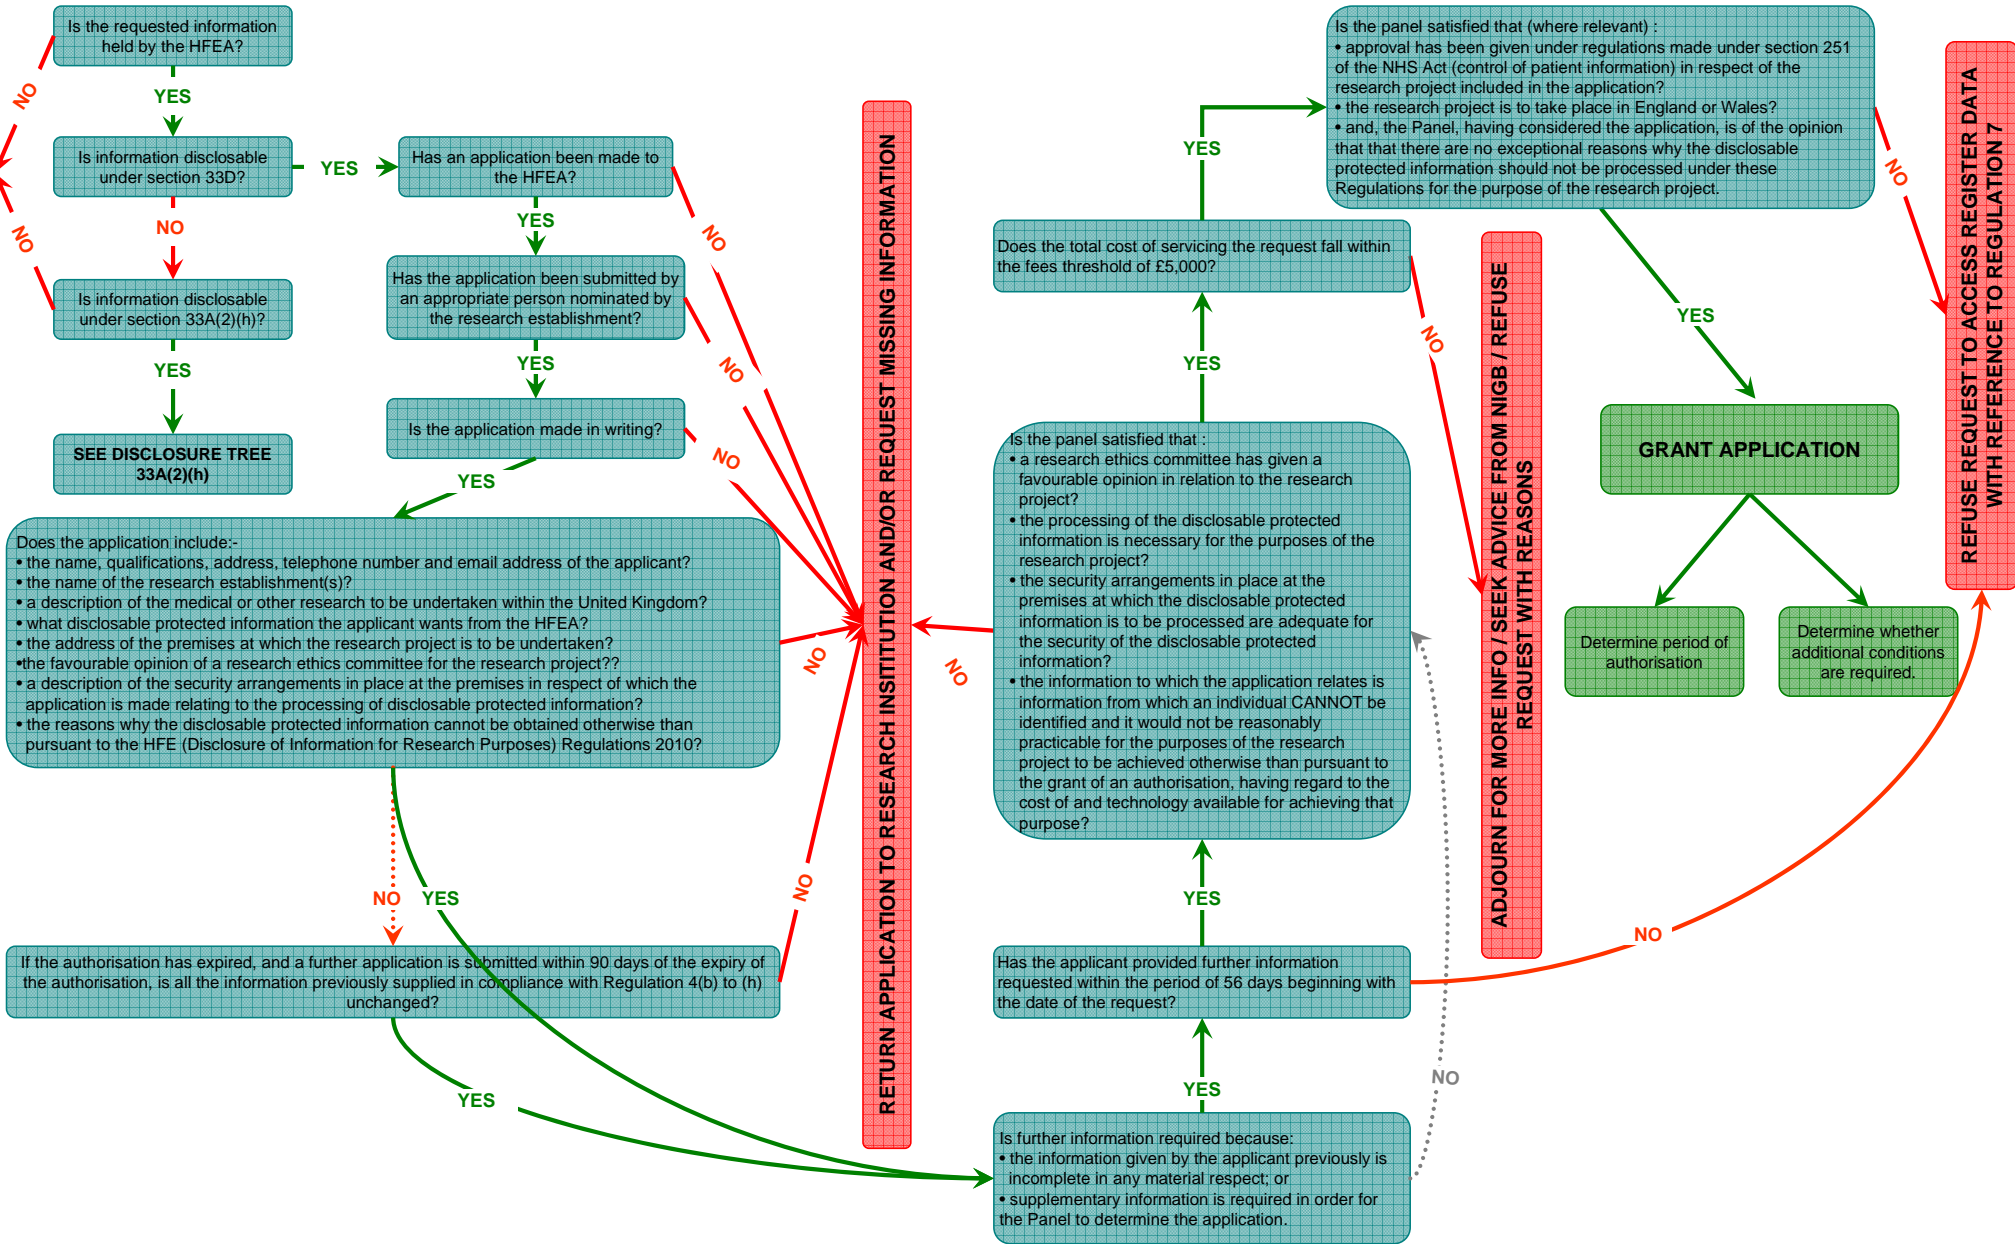 Is the requested information
held by the HFEA?
NO
YES
Is information disclosable
under section 33D?
YES
NO
NO
Is information disclosable
under section 33A(2)(h)?
YES
SEE DISCLOSURE TREE
33A(2)(h)
Has an application been made to
the HFEA?
YES
NO
Has the application been submitted by
an appropriate person nominated by
the research establishment?
YES
NO
Is the application made in writing?
YES
NO
Does the application include:-
• the name, qualifications, address, telephone number and email address of the applicant?
• the name of the research establishment(s)?
• a description of the medical or other research to be undertaken within the United Kingdom?
• what disclosable protected information the applicant wants from the HFEA?
• the address of the premises at which the research project is to be undertaken?
•the favourable opinion of a research ethics committee for the research project??
• a description of the security arrangements in place at the premises in respect of which the
application is made relating to the processing of disclosable protected information?
• the reasons why the disclosable protected information cannot be obtained otherwise than
pursuant to the HFE (Disclosure of Information for Research Purposes) Regulations 2010?
NO
NO
YES
If the authorisation has expired, and a further application is submitted within 90 days of the expiry of
the authorisation, is all the information previously supplied in compliance with Regulation 4(b) to (h)
unchanged?
NO
YES
RETURN APPLICATION TO RESEARCH INSITITUTION AND/OR REQUEST MISSING INFORMATION
Is further information required because:
• the information given by the applicant previously is
incomplete in any material respect; or
• supplementary information is required in order for
the Panel to determine the application.
YES
NO
Has the applicant provided further information
requested within the period of 56 days beginning with
the date of the request?
YES
NO
Is the panel satisfied that :
• a research ethics committee has given a
favourable opinion in relation to the research
project?
• the processing of the disclosable protected
information is necessary for the purposes of the
research project?
• the security arrangements in place at the
premises at which the disclosable protected
information is to be processed are adequate for
the security of the disclosable protected
information?
• the information to which the application relates is
information from which an individual CANNOT be
identified and it would not be reasonably
practicable for the purposes of the research
project to be achieved otherwise than pursuant to
the grant of an authorisation, having regard to the
cost of and technology available for achieving that
purpose?
NO
YES
Does the total cost of servicing the request fall within
the fees threshold of £5,000?
YES
NO
ADJOURN FOR MORE INFO / SEEK ADVICE FROM NIGB / REFUSE
REQUEST WITH REASONS
Is the panel satisfied that (where relevant) :
• approval has been given under regulations made under section 251
of the NHS Act (control of patient information) in respect of the
research project included in the application?
• the research project is to take place in England or Wales?
• and, the Panel, having considered the application, is of the opinion
that that there are no exceptional reasons why the disclosable
protected information should not be processed under these
Regulations for the purpose of the research project.
NO
YES
REFUSE REQUEST TO ACCESS REGISTER DATA
WITH REFERENCE TO REGULATION 7
GRANT APPLICATION
Determine period of
authorisation
Determine whether
additional conditions
are required.